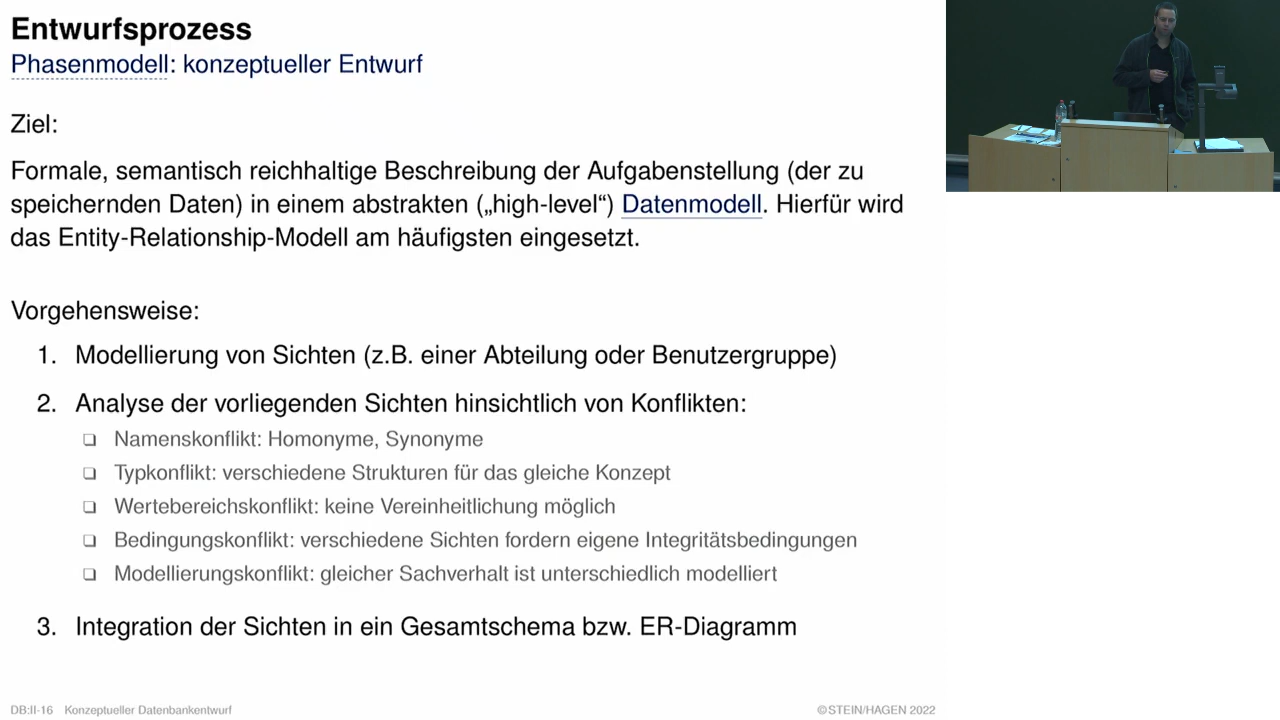 Entwurfsprozess
Phasenmodell: konzeptueller Entwurf
Ziel:
Formale, semantisch reichhaltige Beschreibung der Aufgabenstellung (der zu
speichernden Daten) in einem abstrakten („high-level“) Datenmodell. Hierfür wird
das Entity-Relationship-Modell am häufigsten eingesetzt.
Vorgehensweise:
1. Modellierung von Sichten (z.B. einer Abteilung oder Benutzergruppe)
2. Analyse der vorliegenden Sichten hinsichtlich von Konflikten:
❑ Namenskonflikt: Homonyme, Synonyme
❑ Typkonflikt: verschiedene Strukturen für das gleiche Konzept
❑ Wertebereichskonflikt: keine Vereinheitlichung möglich
❑ Bedingungskonflikt: verschiedene Sichten fordern eigene Integritätsbedingungen
❑ Modellierungskonflikt: gleicher Sachverhalt ist unterschiedlich modelliert
3. Integration der Sichten in ein Gesamtschema bzw. ER-Diagramm
DB:II-16 Konzeptueller Datenbankentwurf ©STEIN/HAGEN 2022